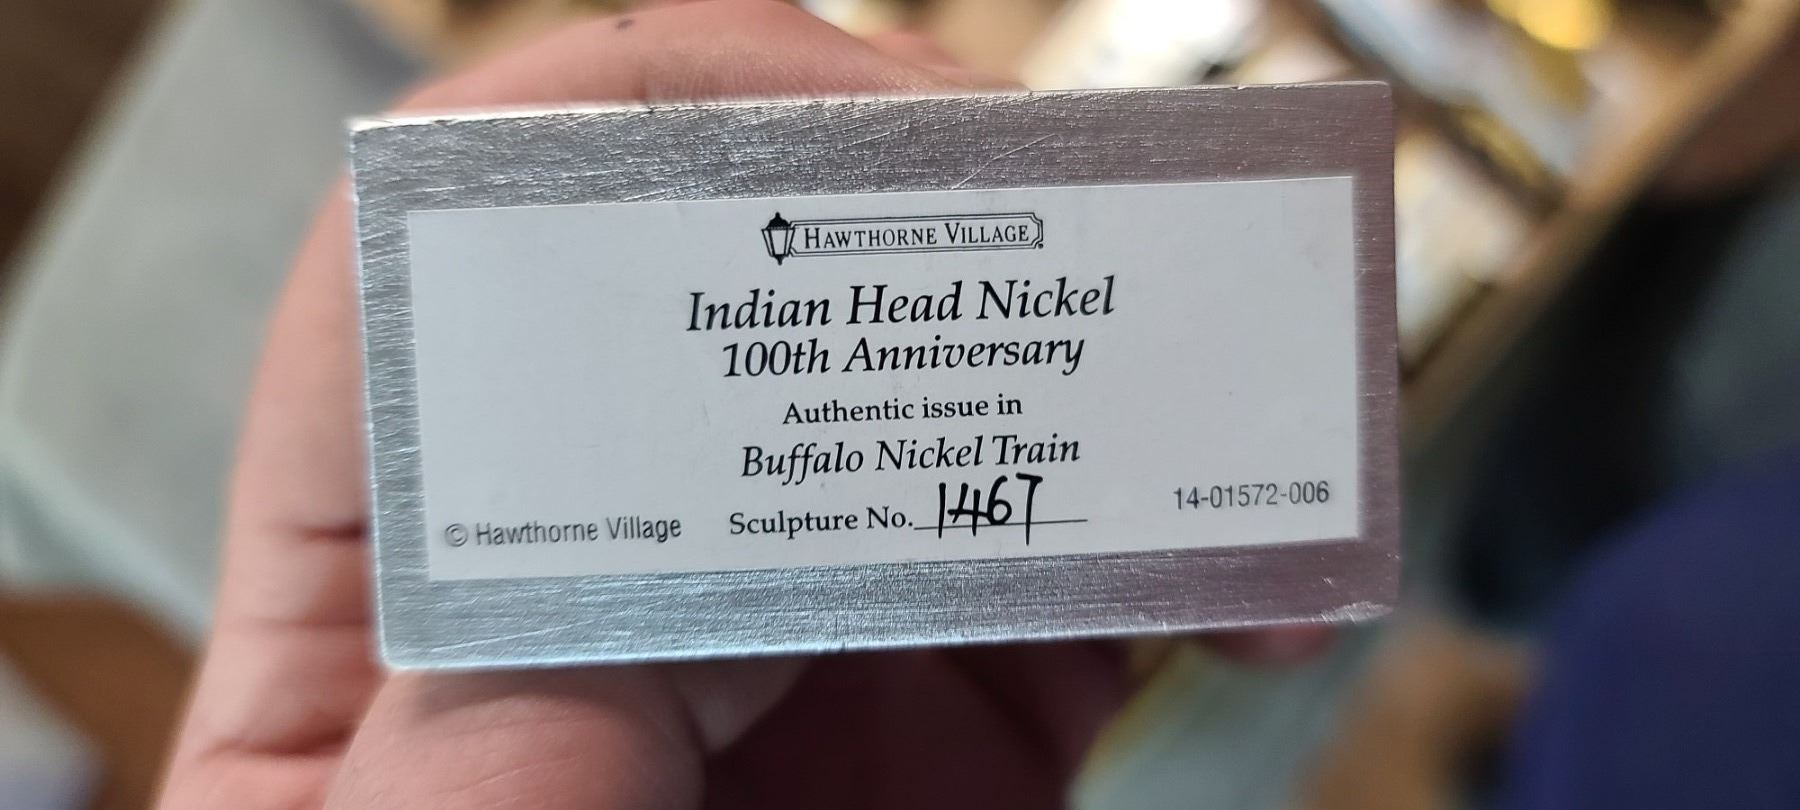 HAWTHORNE VILLAGE
Indian Head Nickel
100th Anniversary
Authentic issue in
Buffalo Nickel Train
© Hawthorne Village Sculpture No. 1467 14-01572-006